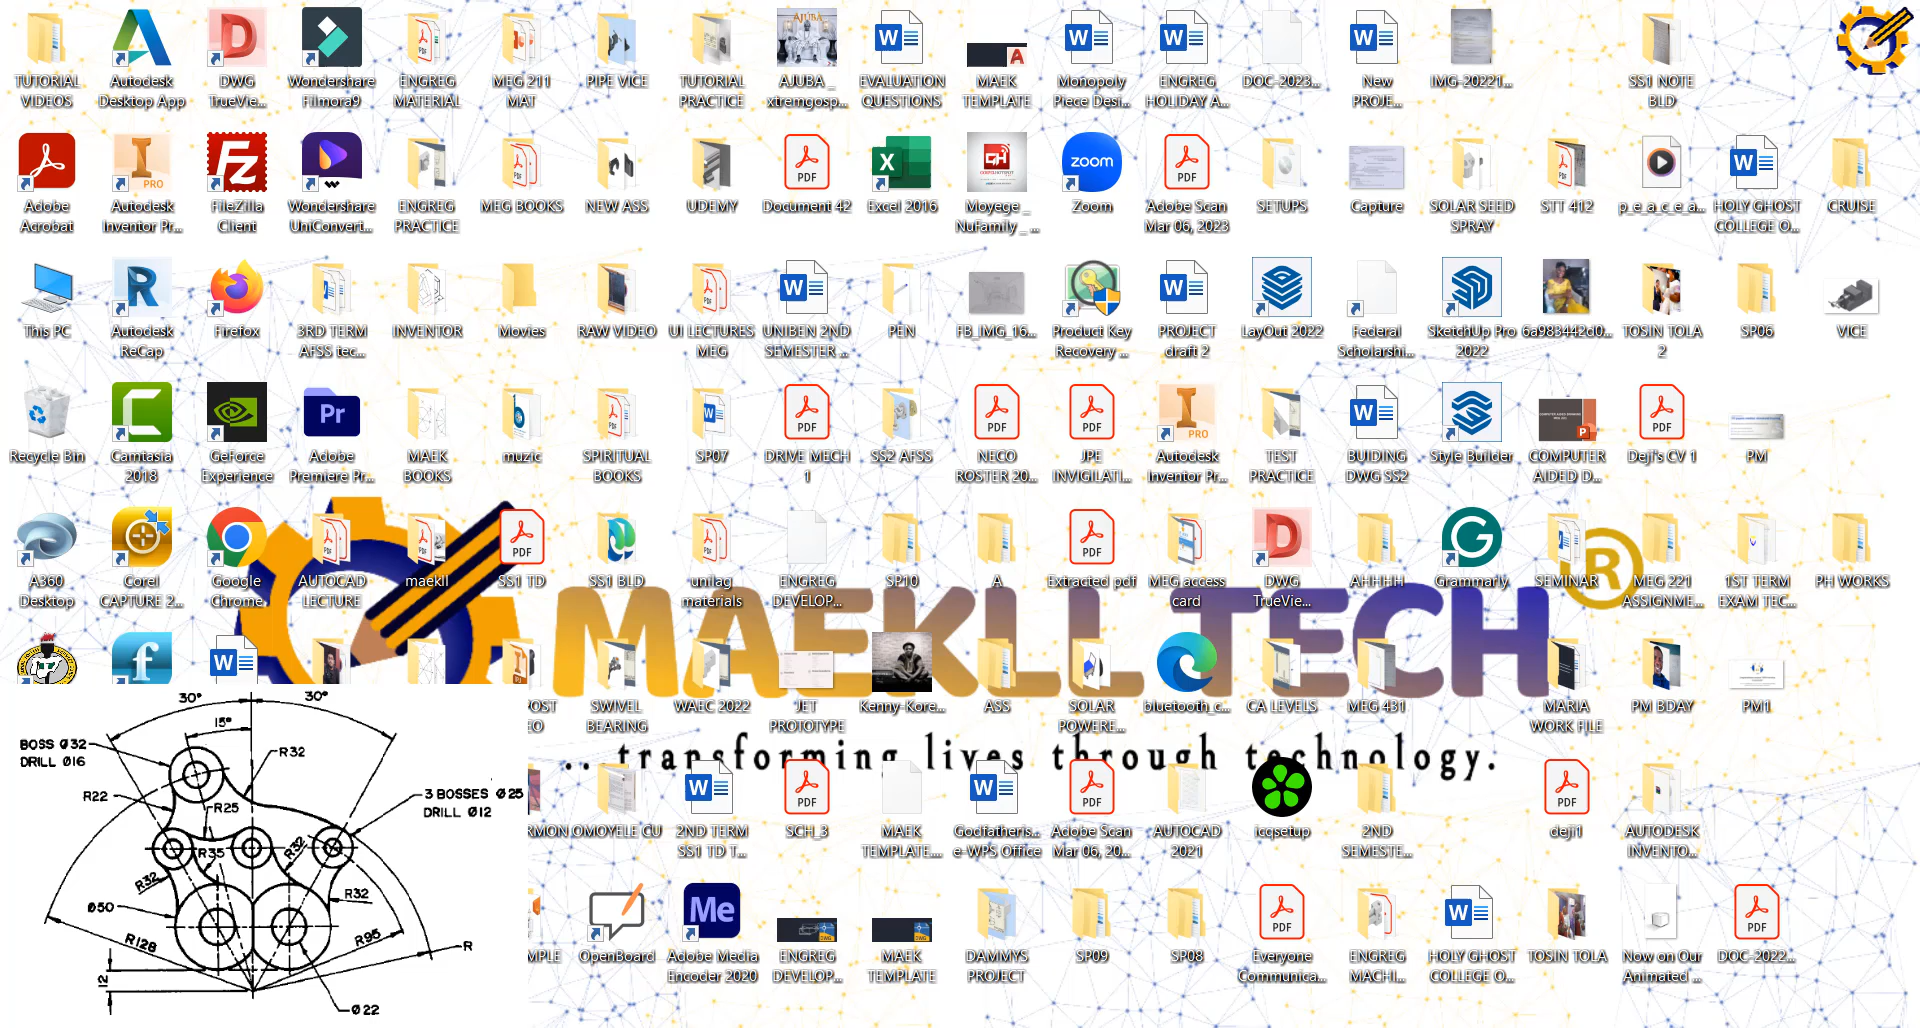 TUTORIAL
VIDEOS
Autodesk
Desktop App
DWG
TrueVie...
Wondershare
Filmora9
ENGREG
MATERIAL
MEG 211
MAT
PIPE VICE
TUTORIAL
PRACTICE
AJUBA _
xtremgosp...
EVALUATION
QUESTIONS
MAEK
TEMPLATE
Monopoly
Piece Desi...
ENGREG
HOLIDAY A...
DOC-2023...
New
PROJE...
IMG-20221...
SS1 NOTE
BLD
Adobe
Acrobat
Autodesk
Inventor Pr...
FileZilla
Client
Wondershare
UniConvert...
ENGREG
PRACTICE
MEG BOOKS
NEW ASS
UDEMY
Document 42
Excel 2016
Moyege _
NuFamily _ ...
Zoom
Adobe Scan
Mar 06, 2023
SETUPS
Capture
SOLAR SEED
SPRAY
STT 412
p_e_a_c_e_a...
HOLY GHOST
COLLEGE O...
CRUISE
This PC
Autodesk
ReCap
Firefox
3RD TERM
AFSS tec...
INVENTOR
Movies
RAW VIDEO
UI LECTURES
MEG
UNIBEN 2ND
SEMESTER ...
PEN
FB_IMG_16...
Product Key
Recovery ...
PROJECT
draft 2
LayOut 2022
Federal
Scholarshi...
SketchUp Pro
2022
6a983442d0...
TOSIN TOLA
2
SP06
VICE
Recycle Bin
Camtasia
2018
GeForce
Experience
Adobe
Premiere Pr...
MAEK
BOOKS
muzic
SPIRITUAL
BOOKS
SP07
DRIVE MECH
1
SS2 AFSS
NECO
ROSTER 20...
JPE
INVIGILATI...
Autodesk
Inventor Pr...
TEST
PRACTICE
BUIDING
DWG SS2
Style Builder
COMPUTER
AIDED D...
Deji's CV 1
PM
A360
Desktop
Corel
CAPTURE 2...
Google
Chrome
AUTOCAD
LECTURE
maekll
SS1 TD
SS1 BLD
unilag
materials
ENGREG
DEVELOP...
SP10
A
Extracted pdf
MEG access
card
DWG
TrueVie...
AHHHH
Grammarly
SEMINAR
MEG 221
ASSIGNME...
1ST TERM
EXAM TEC...
PH WORKS
MAEKLLTECH
®
POST
EO
SWIVEL
BEARING
WAEC 2022
JET
PROTOTYPE
Kenny-Kore...
ASS
SOLAR
POWERE...
bluetooth_c...
CA LEVELS
MEG 431
MARIA
WORK FILE
PM BDAY
PM1
... transforming lives through technology.
RMON
OMOYELE CU
2ND TERM
SS1 TD T...
SCH_3
MAEK
TEMPLATE...
Godfatheris...
e-WPS Office
Adobe Scan
Mar 06, 20...
AUTOCAD
2021
icqsetup
2ND
SEMESTE...
deji1
AUTODESK
INVENTO...
MPLE
OpenBoard
Adobe Media
Encoder 2020
ENGREG
DEVELOP...
MAEK
TEMPLATE
DAMMYS
PROJECT
SP09
SP08
Everyone
Communica...
ENGREG
MACHI...
HOLY GHOST
COLLEGE O...
TOSIN TOLA
Now on Our
Animated ...
DOC-2022...
30°
30°
15°
BOSS Ø32
DRILL Ø16
R32
R22
R25
3 BOSSES Ø25
DRILL Ø12
R35
R32
R32
R32
Ø50
R128
R95
R
12
Ø22